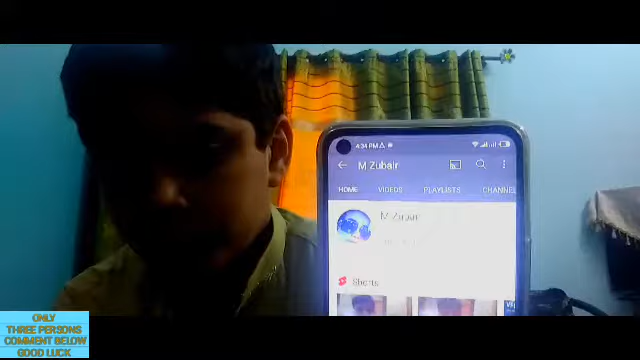 4:34 PM
M Zubair
HOME VIDEOS PLAYLISTS CHANNEL
M Zubair
Shorts
ONLY
THREE PERSONS
COMMENT BELOW
GOOD LUCK